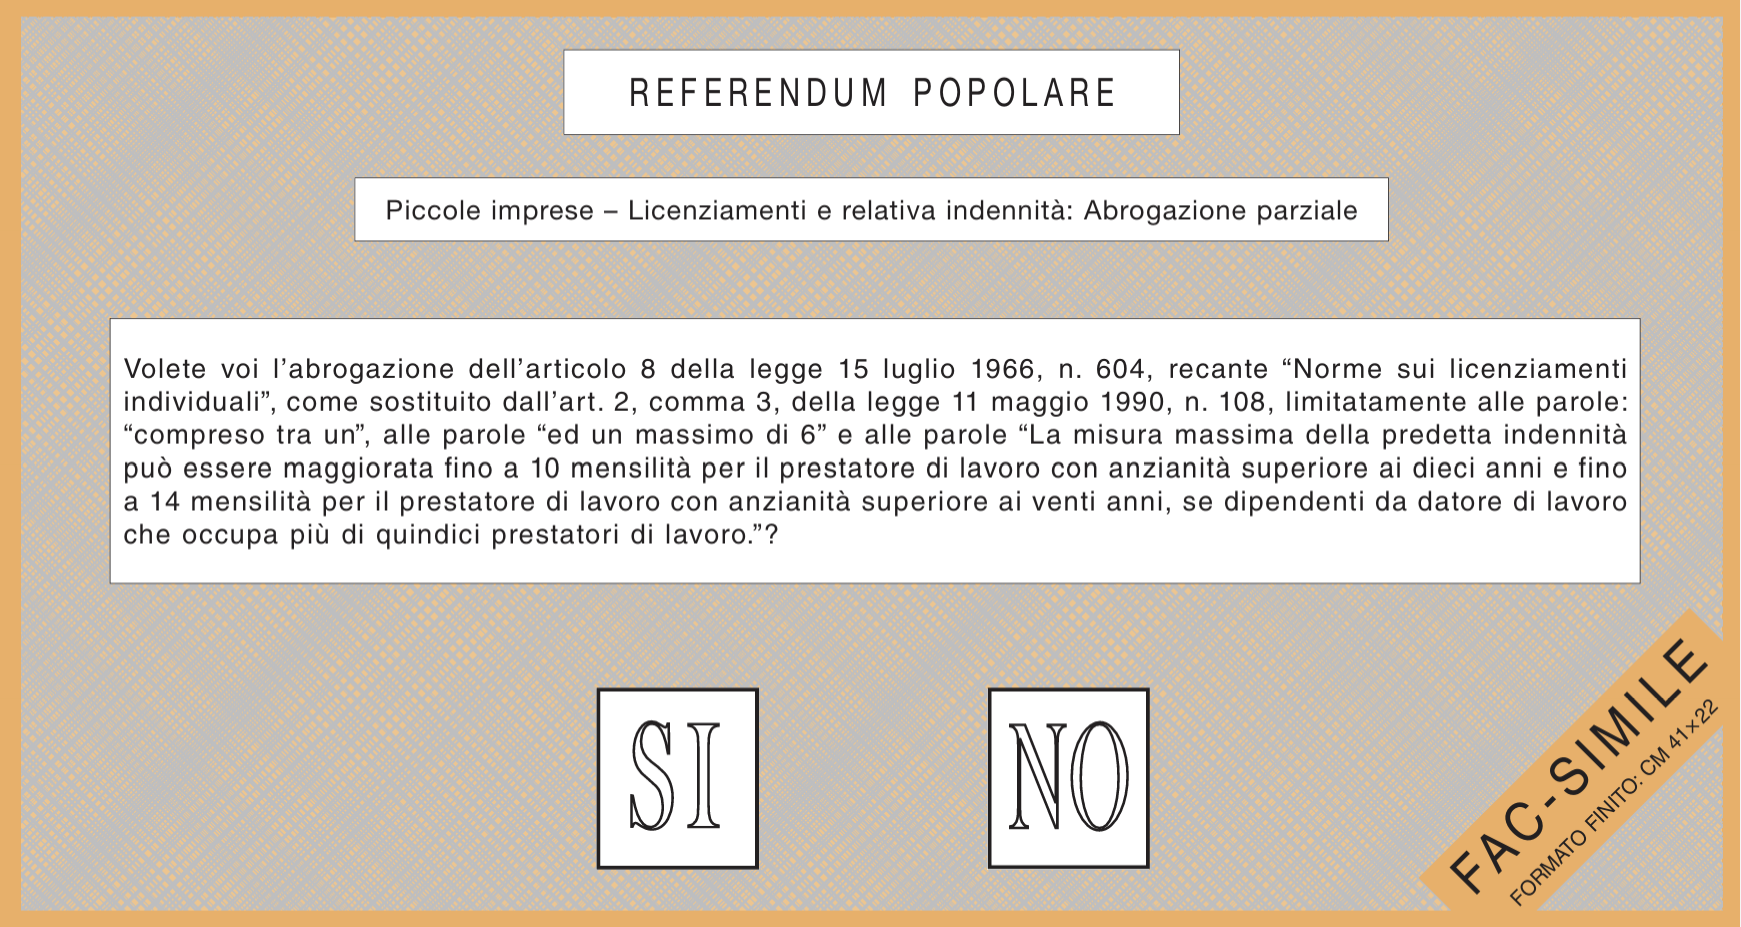 REFERENDUM POPOLARE
Piccole imprese – Licenziamenti e relativa indennità: Abrogazione parziale
Volete voi l’abrogazione dell’articolo 8 della legge 15 luglio 1966, n. 604, recante “Norme sui licenziamenti
individuali”, come sostituito dall’art. 2, comma 3, della legge 11 maggio 1990, n. 108, limitatamente alle parole:
“compreso tra un”, alle parole “ed un massimo di 6” e alle parole “La misura massima della predetta indennità
può essere maggiorata fino a 10 mensilità per il prestatore di lavoro con anzianità superiore ai dieci anni e fino
a 14 mensilità per il prestatore di lavoro con anzianità superiore ai venti anni, se dipendenti da datore di lavoro
che occupa più di quindici prestatori di lavoro.”?
SI
NO
FAC-SIMILE
FORMATO FINITO: CM 41×22